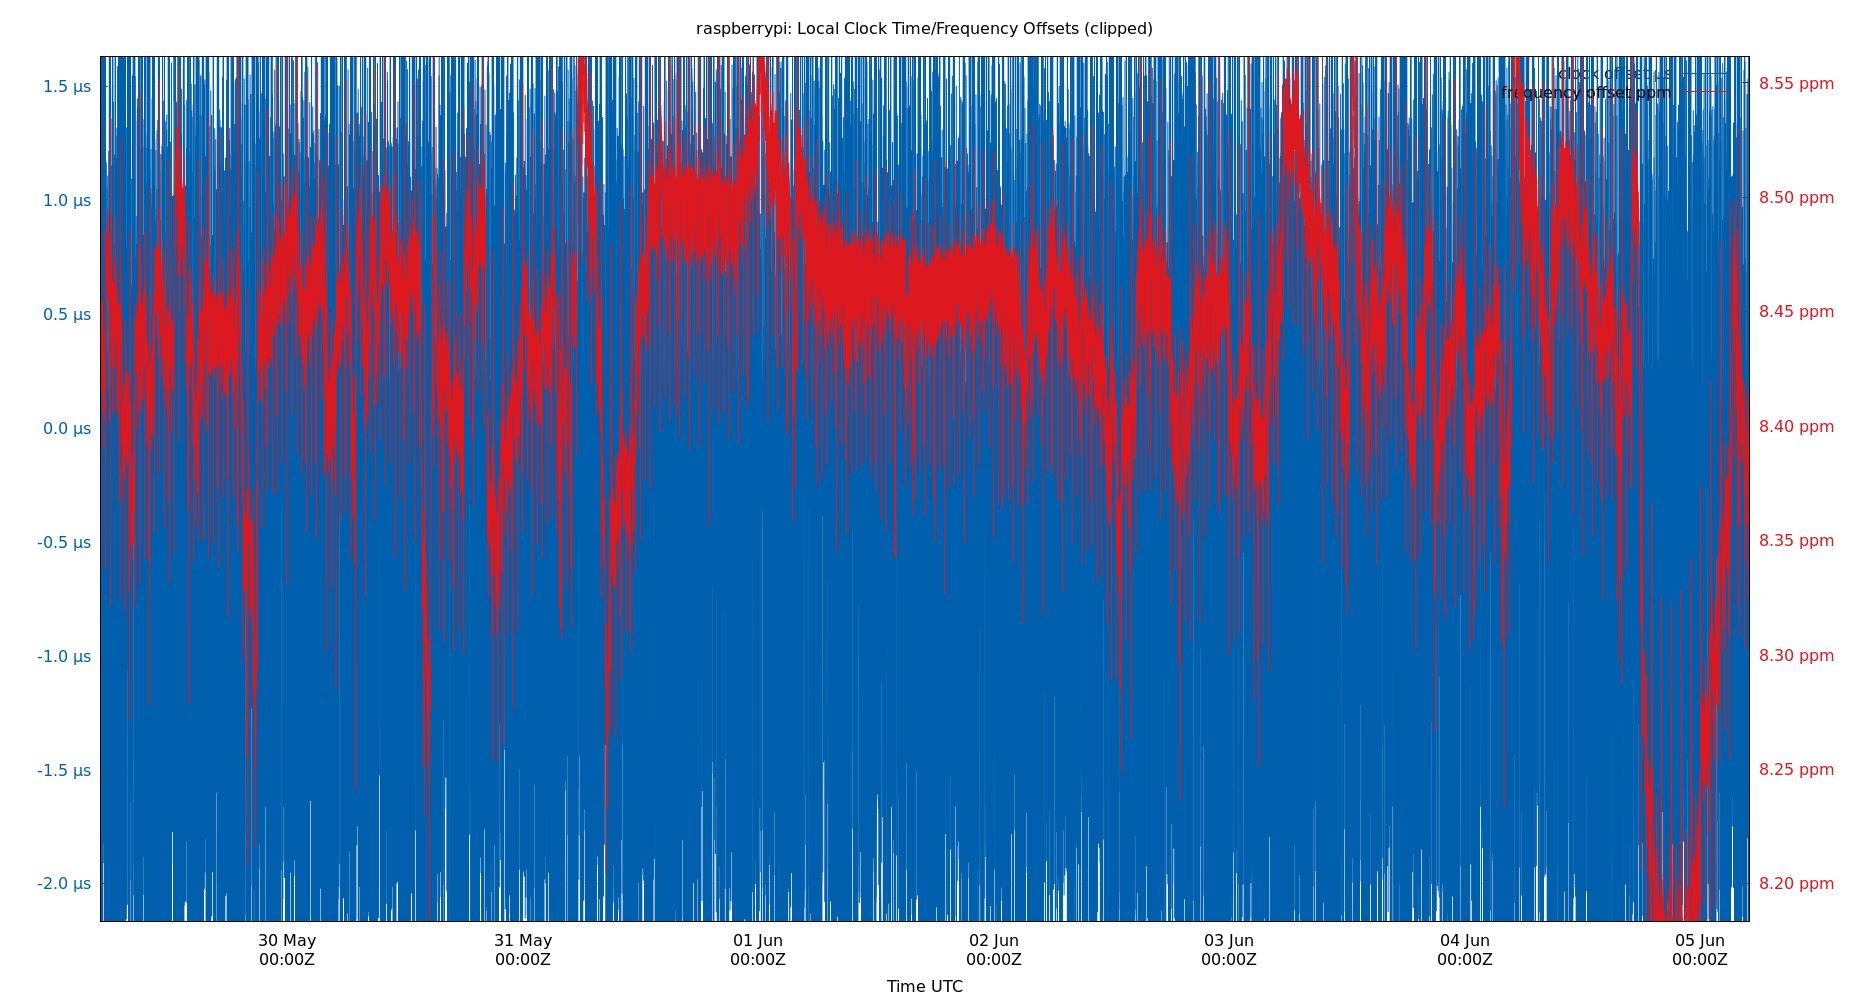 raspberrypi: Local Clock Time/Frequency Offsets (clipped)
clock offset µs
frequency offset ppm
1.5 µs
1.0 µs
0.5 µs
0.0 µs
-0.5 µs
-1.0 µs
-1.5 µs
-2.0 µs
8.55 ppm
8.50 ppm
8.45 ppm
8.40 ppm
8.35 ppm
8.30 ppm
8.25 ppm
8.20 ppm
30 May
00:00Z
31 May
00:00Z
01 Jun
00:00Z
02 Jun
00:00Z
03 Jun
00:00Z
04 Jun
00:00Z
05 Jun
00:00Z
Time UTC